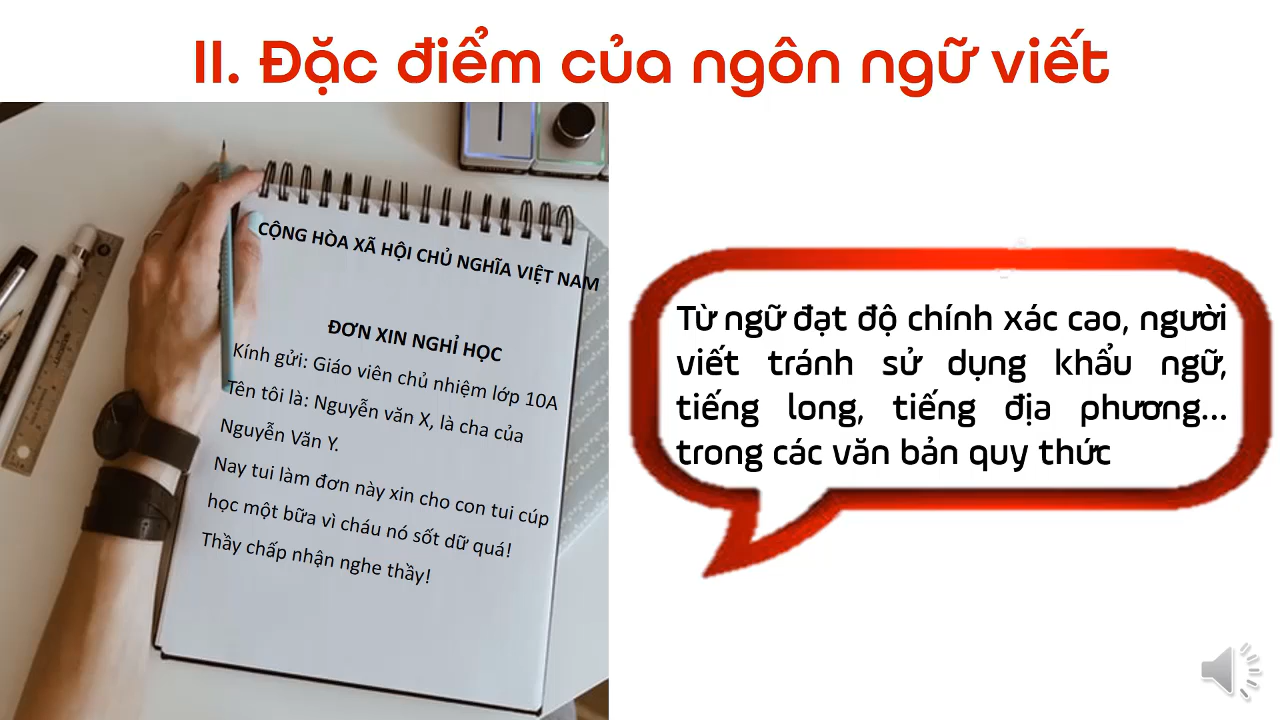 II. Đặc điểm của ngôn ngữ viết
CỘNG HÒA XÃ HỘI CHỦ NGHĨA VIỆT NAM
ĐƠN XIN NGHỈ HỌC
Kính gửi: Giáo viên chủ nhiệm lớp 10A
Tên tôi là: Nguyễn văn X, là cha của
Nguyễn Văn Y.
Nay tui làm đơn này xin cho con tui cúp
học một bữa vì cháu nó sốt dữ quá!
Thầy chấp nhận nghe thầy!
Từ ngữ đạt độ chính xác cao, người
viết tránh sử dụng khẩu ngữ,
tiếng long, tiếng địa phương...
trong các văn bản quy thức